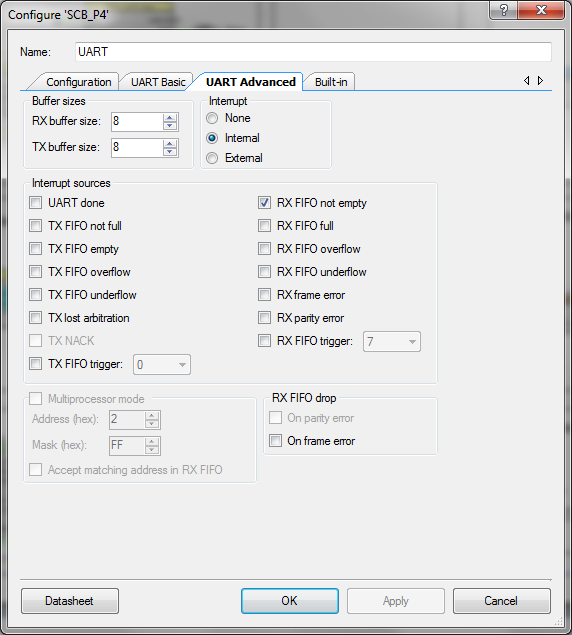 Configure 'SCB_P4'
Name: UART
Configuration UART Basic UART Advanced Built-in
Buffer sizes
RX buffer size: 8
TX buffer size: 8
Interrupt
None
Internal
External
Interrupt sources
UART done
TX FIFO not full
TX FIFO empty
TX FIFO overflow
TX FIFO underflow
TX lost arbitration
TX NACK
TX FIFO trigger: 0
RX FIFO not empty
RX FIFO full
RX FIFO overflow
RX FIFO underflow
RX frame error
RX parity error
RX FIFO trigger: 7
Multiprocessor mode
Address (hex): 2
Mask (hex): FF
Accept matching address in RX FIFO
RX FIFO drop
On parity error
On frame error
Datasheet OK Apply Cancel